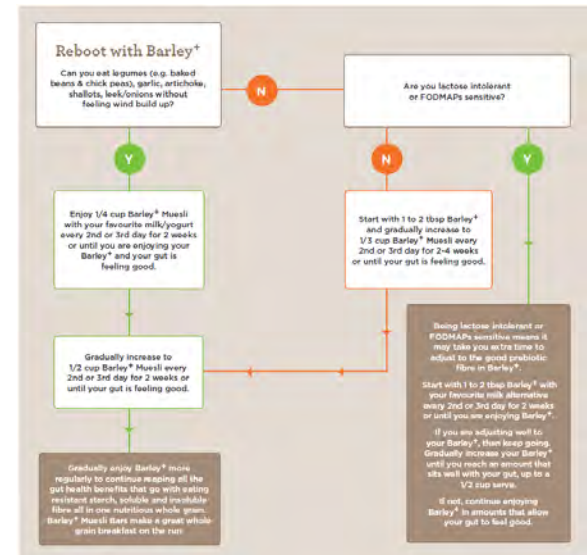 Reboot with Barley⁺
Can you eat legumes (e.g. baked
beans & chick peas), garlic, artichoke,
shallots, leek/onions without
feeling wind build up?
N
Are you lactose intolerant
or FODMAPs sensitive?
Y
N
Y
Enjoy 1/4 cup Barley⁺ Muesli
with your favourite milk/yogurt
every 2nd or 3rd day for 2 weeks
or until you are enjoying your
Barley⁺ and your gut is
feeling good.
Start with 1 to 2 tbsp Barley⁺
and gradually increase to
1/3 cup Barley⁺ Muesli every
2nd or 3rd day for 2-4 weeks
or until your gut is feeling good.
Gradually increase to
1/2 cup Barley⁺ Muesli every
2nd or 3rd day for 2 weeks or
until your gut is feeling good.
Being lactose intolerant or
FODMAPs sensitive means it
may take you extra time to
adjust to the good prebiotic
fibre in Barley⁺.
Start with 1 to 2 tbsp Barley⁺ with
your favourite milk alternative
every 2nd or 3rd day for 2 weeks
or until you are enjoying Barley⁺.
If you are adjusting well to
your Barley⁺, then keep going.
Gradually increase your Barley⁺
until you reach an amount that
sits well with your gut, up to a
1/2 cup serve.
If not, continue enjoying
Barley⁺ in amounts that allow
your gut to feel good.
Gradually enjoy Barley⁺ more
regularly to continue reaping all the
gut health benefits that go with eating
resistant starch, soluble and insoluble
fibre all in one nutritious whole grain.
Barley⁺ Muesli Bars make a great whole
grain breakfast on the run.